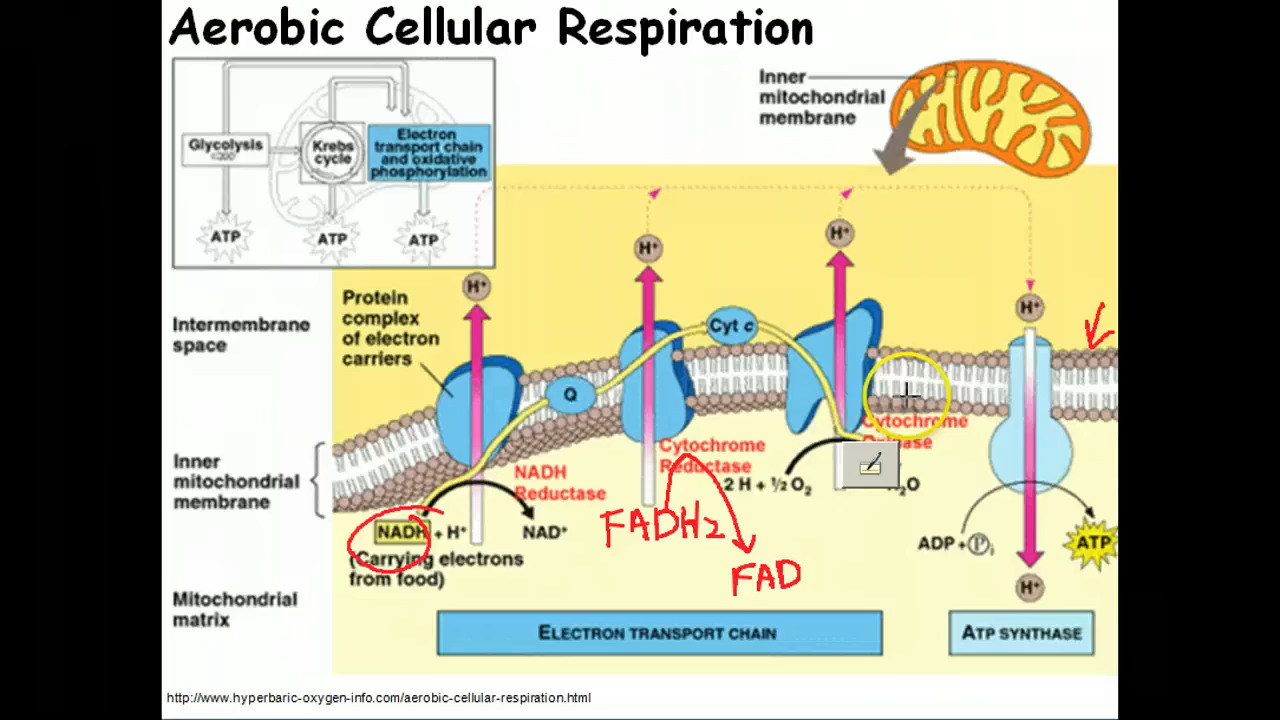 Aerobic Cellular Respiration
Glycolysis
Krebs
cycle
Electron
transport chain
and oxidative
phosphorylation
ATP
ATP
ATP
Inner
mitochondrial
membrane
H+
H+
H+
H+
Protein
complex
of electron
carriers
Intermembrane
space
Q
Cyt c
Inner
mitochondrial
membrane
NADH
Reductase
Cytochrome
Reductase
Cytochrome
2 H + ½ O₂
H₂O
NADH + H+
NAD+
(Carrying electrons
from food)
FADH2
FAD
ADP + Pᵢ
ATP
H+
Mitochondrial
matrix
ELECTRON TRANSPORT CHAIN
ATP SYNTHASE
http://www.hyperbaric-oxygen-info.com/aerobic-cellular-respiration.html